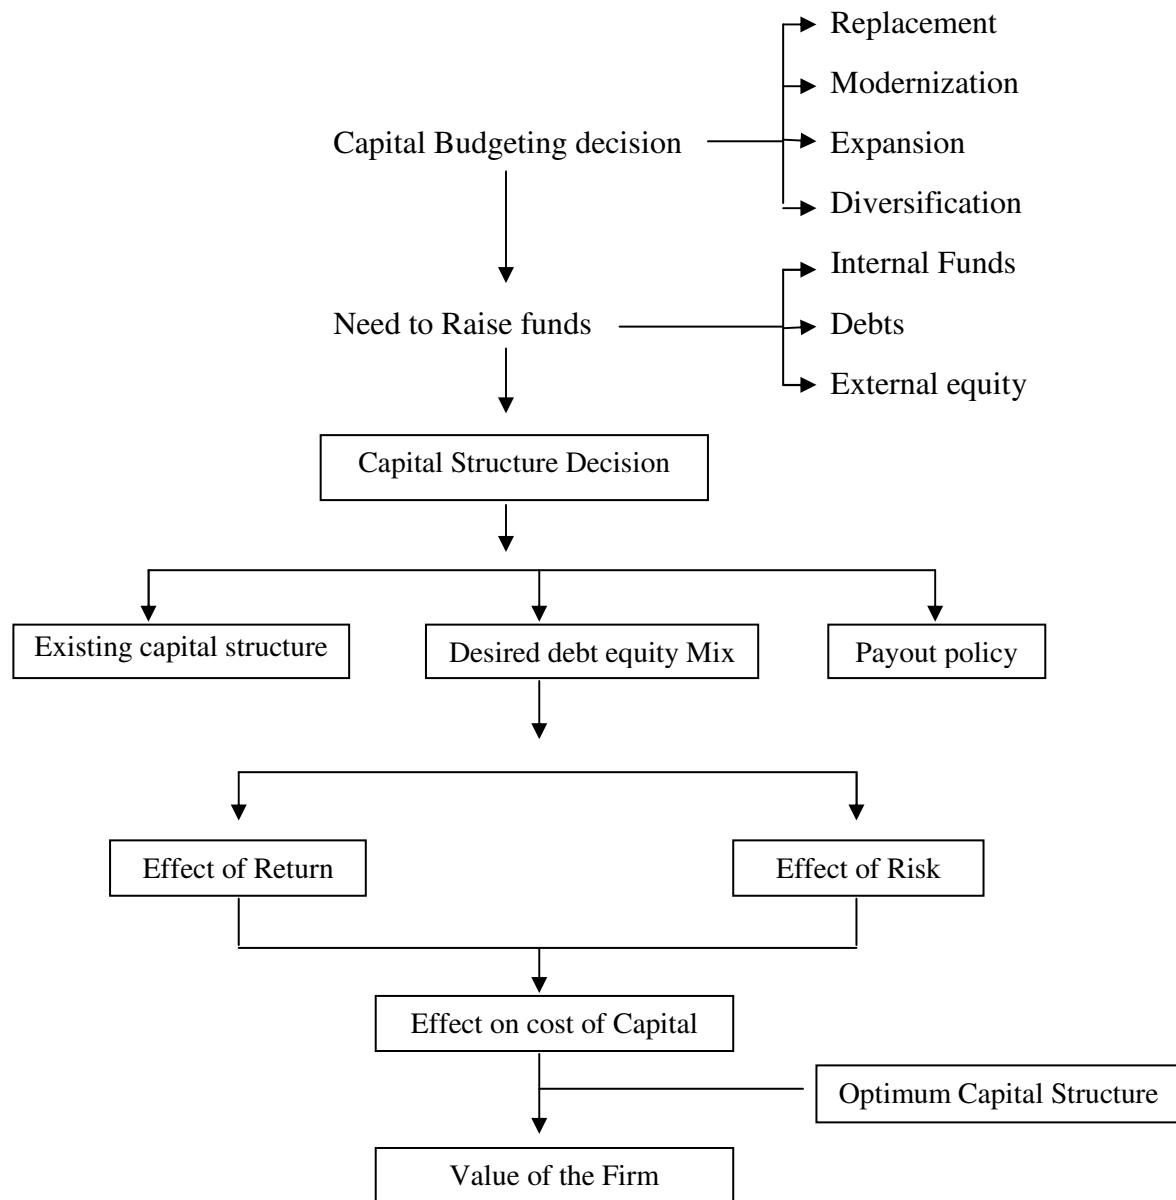 Replacement
Modernization
Capital Budgeting decision
Expansion
Diversification
Internal Funds
Need to Raise funds
Debts
External equity
Capital Structure Decision
Existing capital structure
Desired debt equity Mix
Payout policy
Effect of Return
Effect of Risk
Effect on cost of Capital
Optimum Capital Structure
Value of the Firm